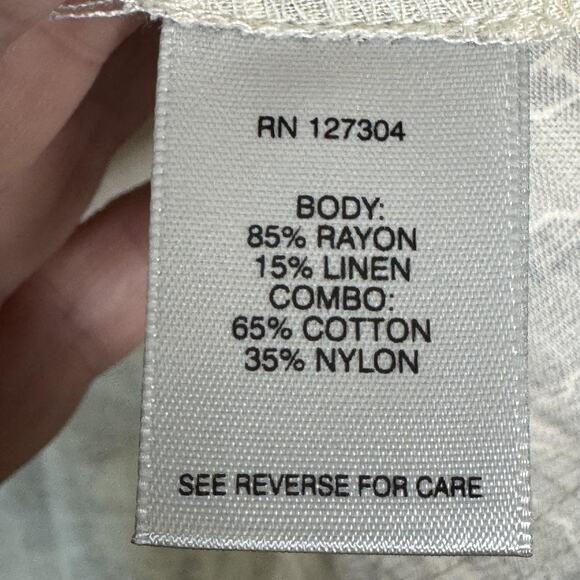 RN 127304
BODY:
85% RAYON
15% LINEN
COMBO:
65% COTTON
35% NYLON
SEE REVERSE FOR CARE